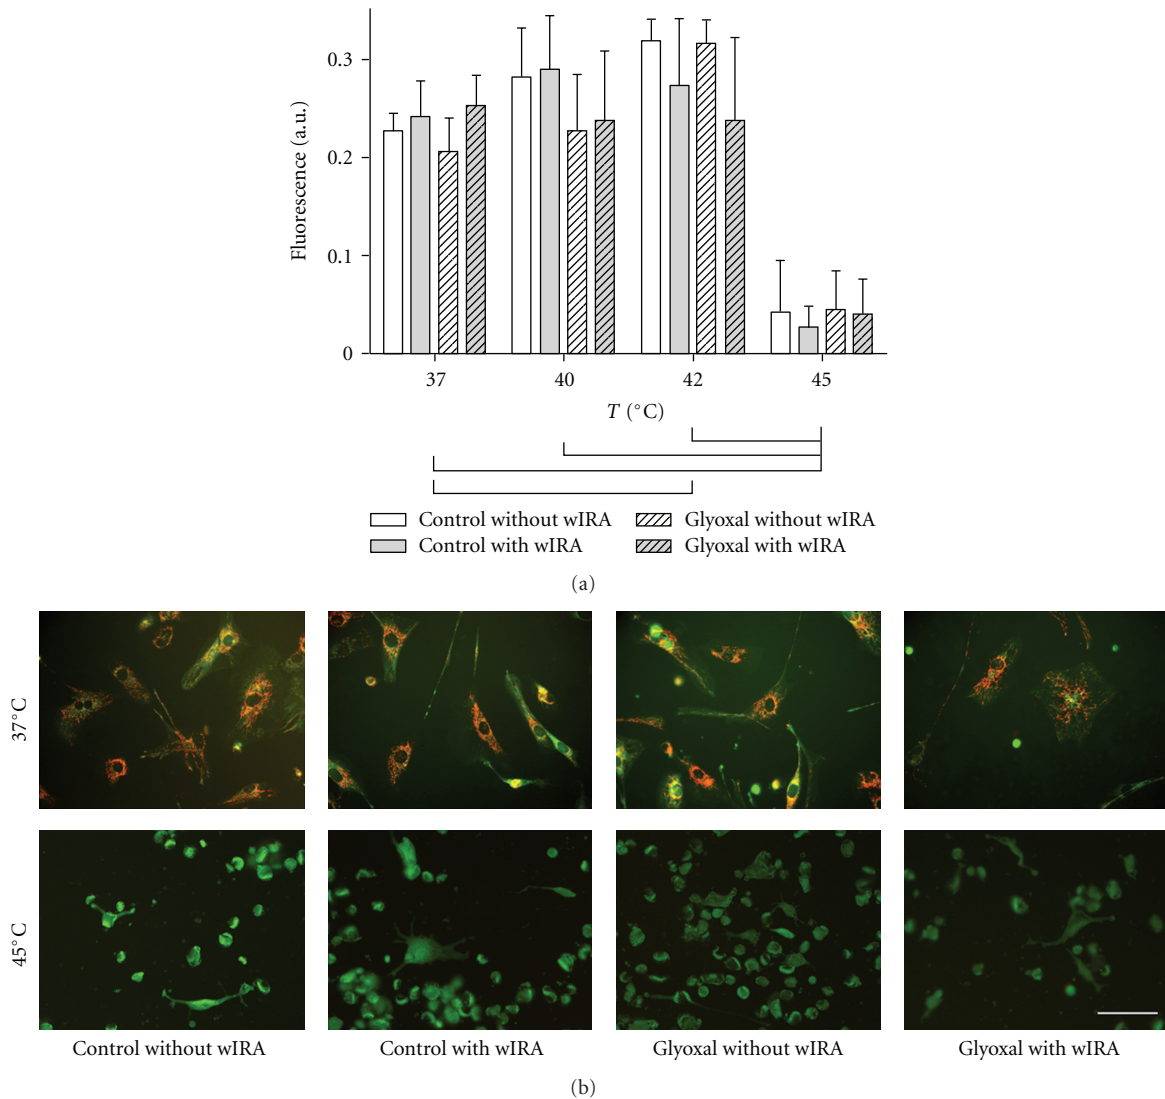 0.3
0.2
0.1
0
Fluorescence (a.u.)
37 40 42 45
T (°C)
Control without wIRA
Glyoxal without wIRA
Control with wIRA
Glyoxal with wIRA
(a)
37°C
45°C
Control without wIRA
Control with wIRA
Glyoxal without wIRA
Glyoxal with wIRA
(b)